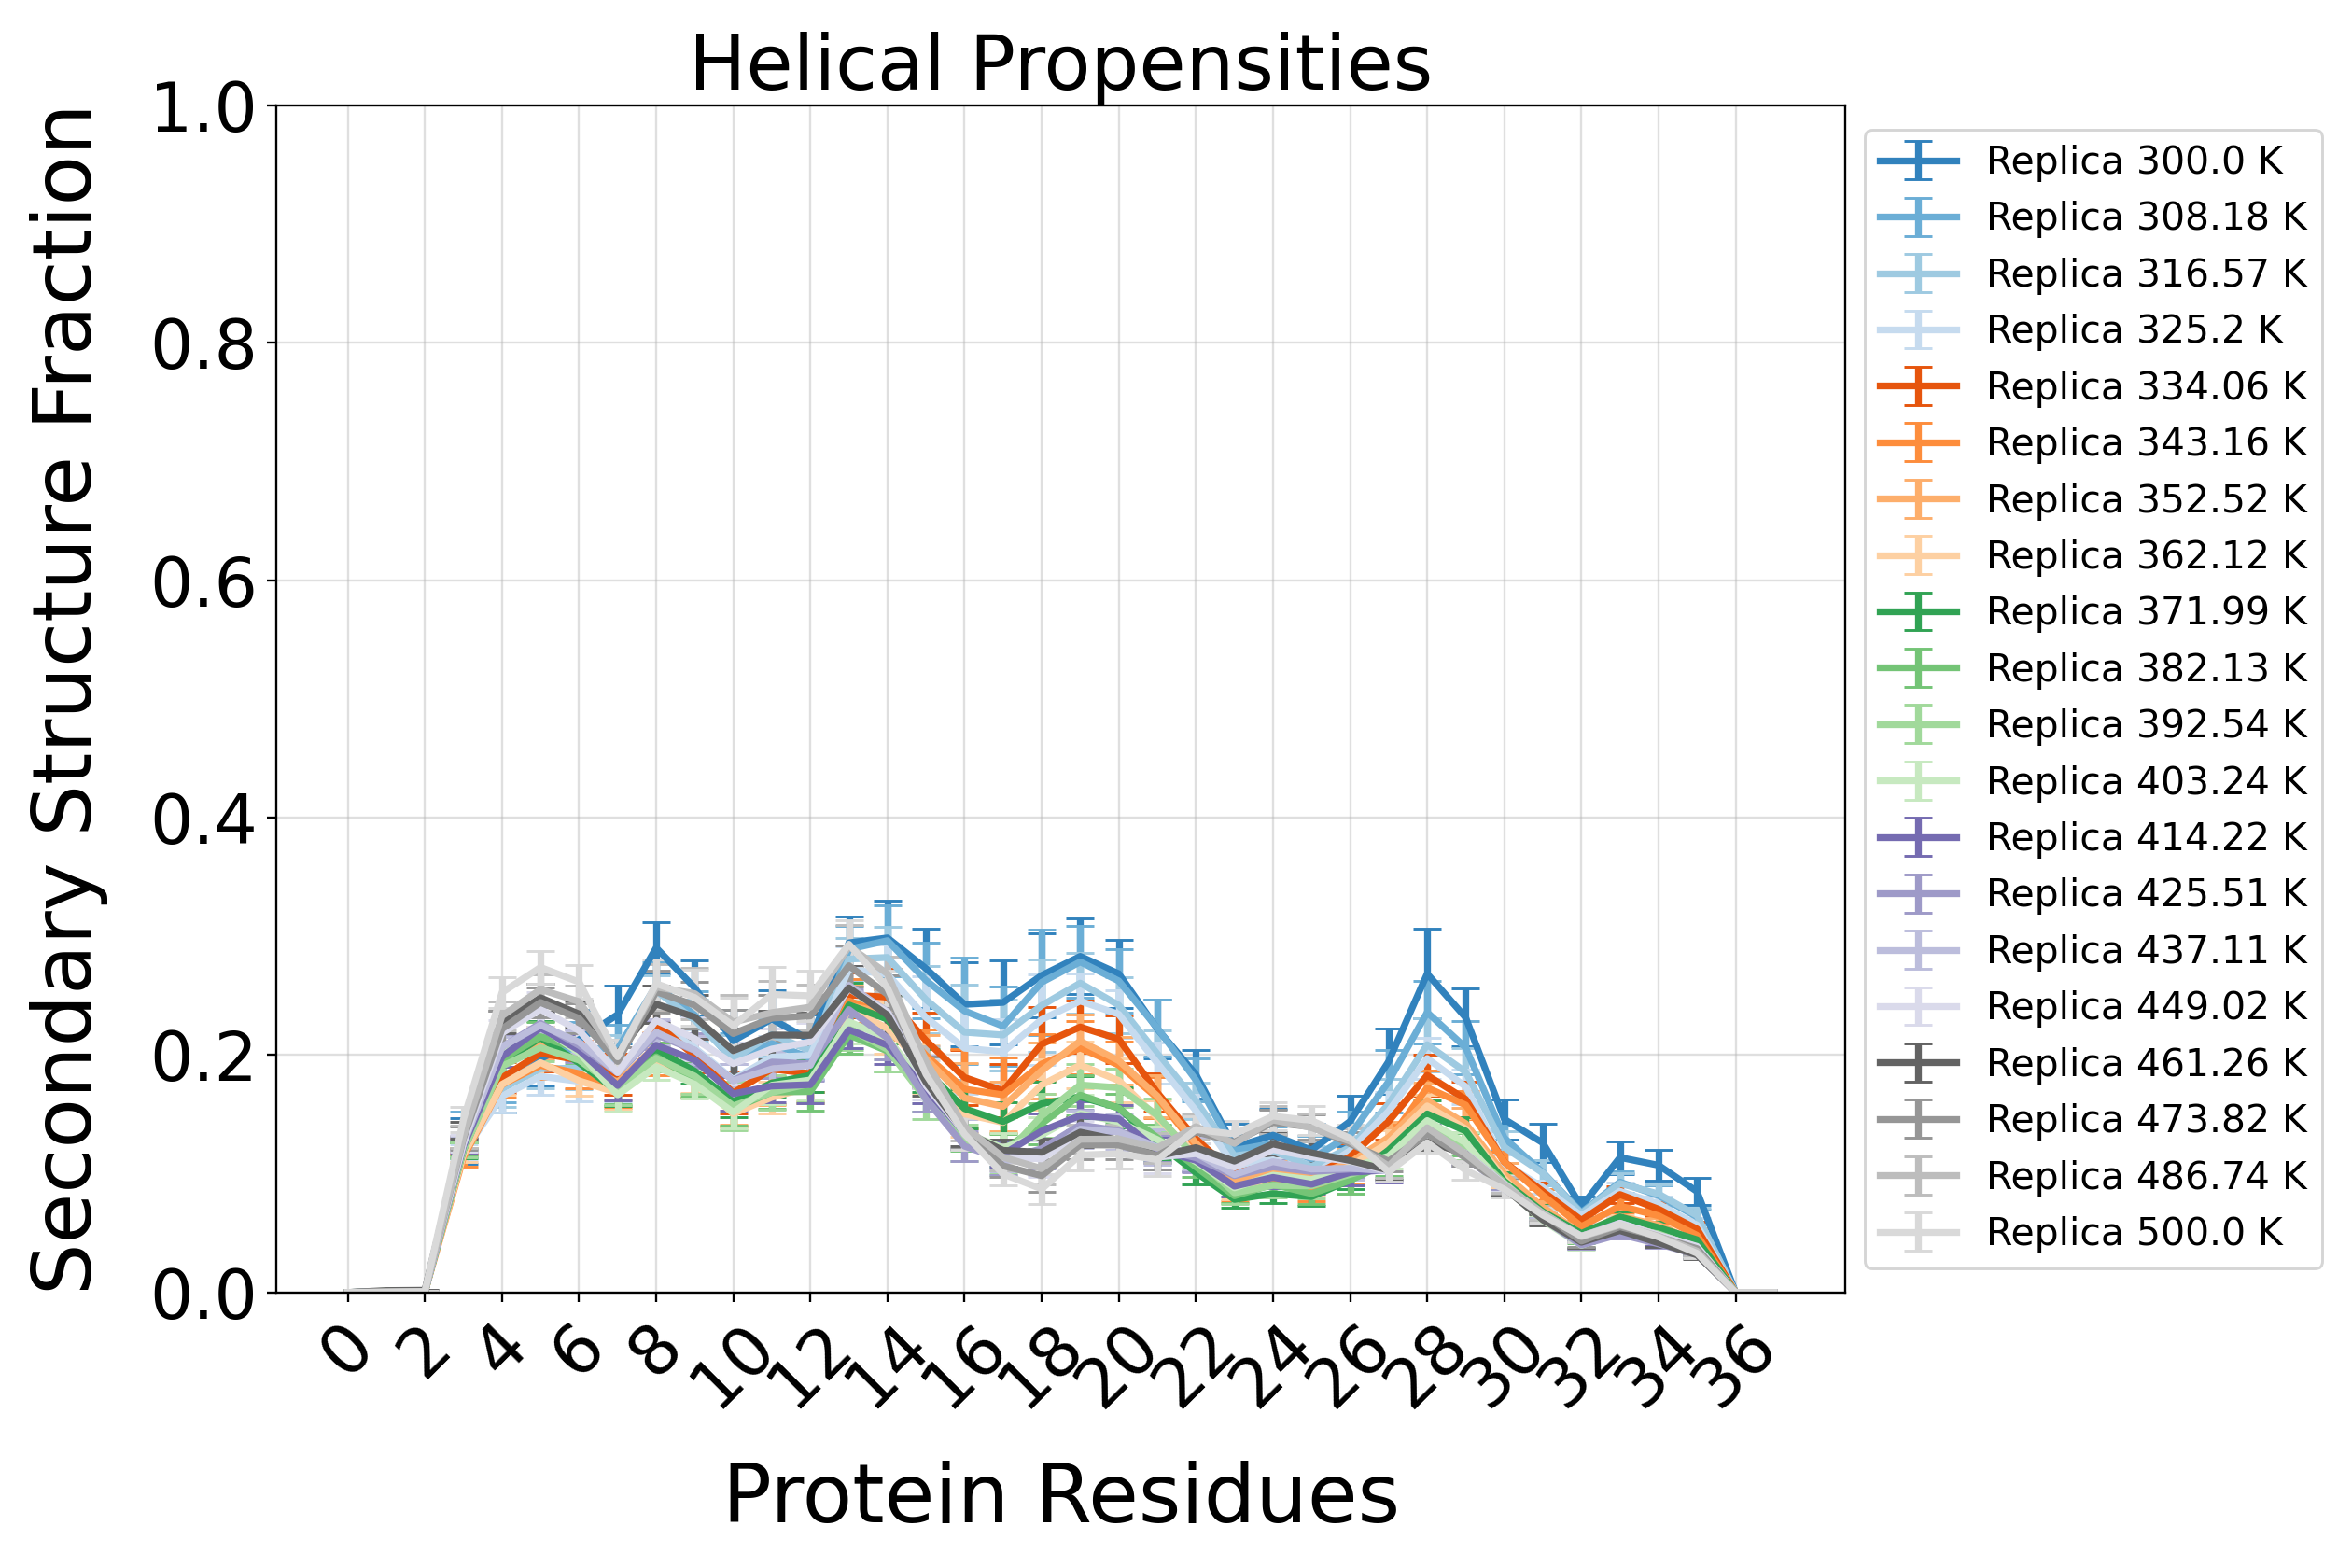 Helical Propensities
Secondary Structure Fraction
1.0
0.8
0.6
0.4
0.2
0.0
0
2
4
6
8
10
12
14
16
18
20
22
24
26
28
30
32
34
36
Protein Residues
Replica 300.0 K
Replica 308.18 K
Replica 316.57 K
Replica 325.2 K
Replica 334.06 K
Replica 343.16 K
Replica 352.52 K
Replica 362.12 K
Replica 371.99 K
Replica 382.13 K
Replica 392.54 K
Replica 403.24 K
Replica 414.22 K
Replica 425.51 K
Replica 437.11 K
Replica 449.02 K
Replica 461.26 K
Replica 473.82 K
Replica 486.74 K
Replica 500.0 K